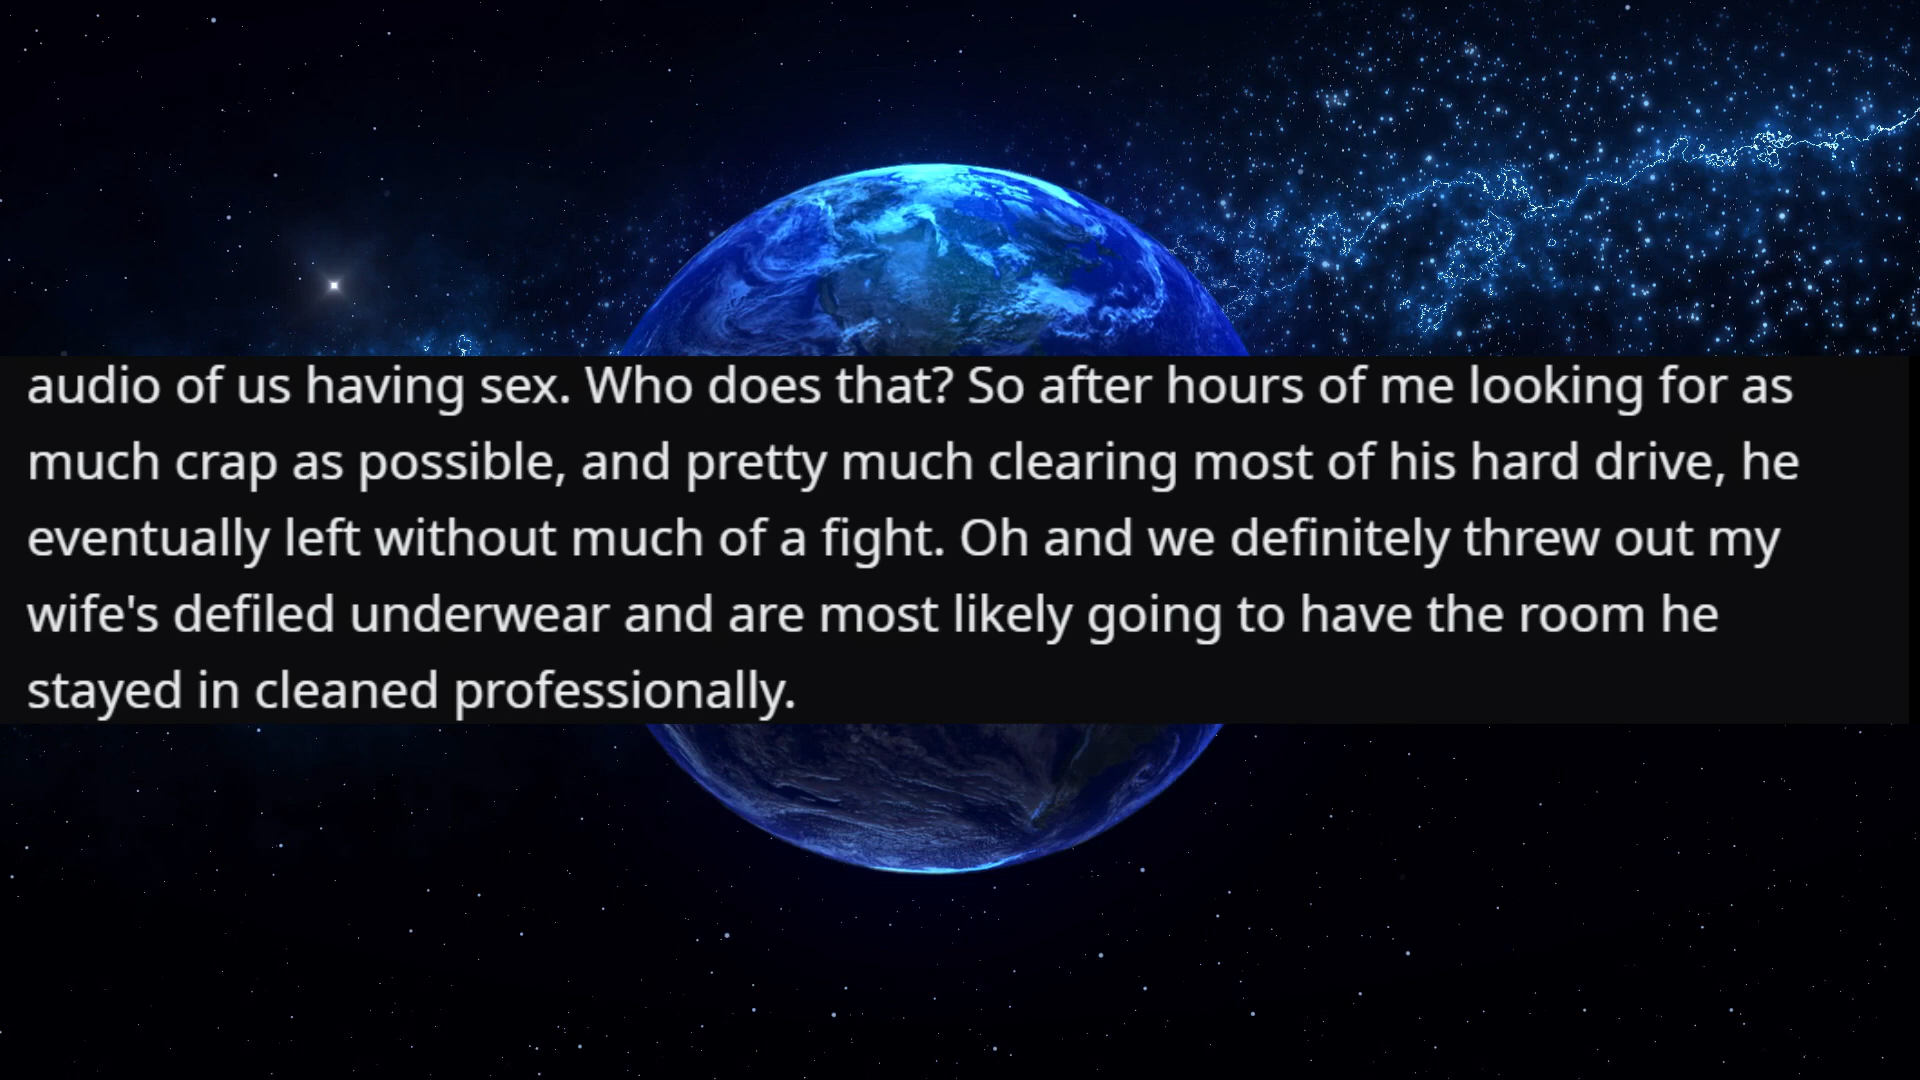 audio of us having sex. Who does that? So after hours of me looking for as
much crap as possible, and pretty much clearing most of his hard drive, he
eventually left without much of a fight. Oh and we definitely threw out my
wife's defiled underwear and are most likely going to have the room he
stayed in cleaned professionally.